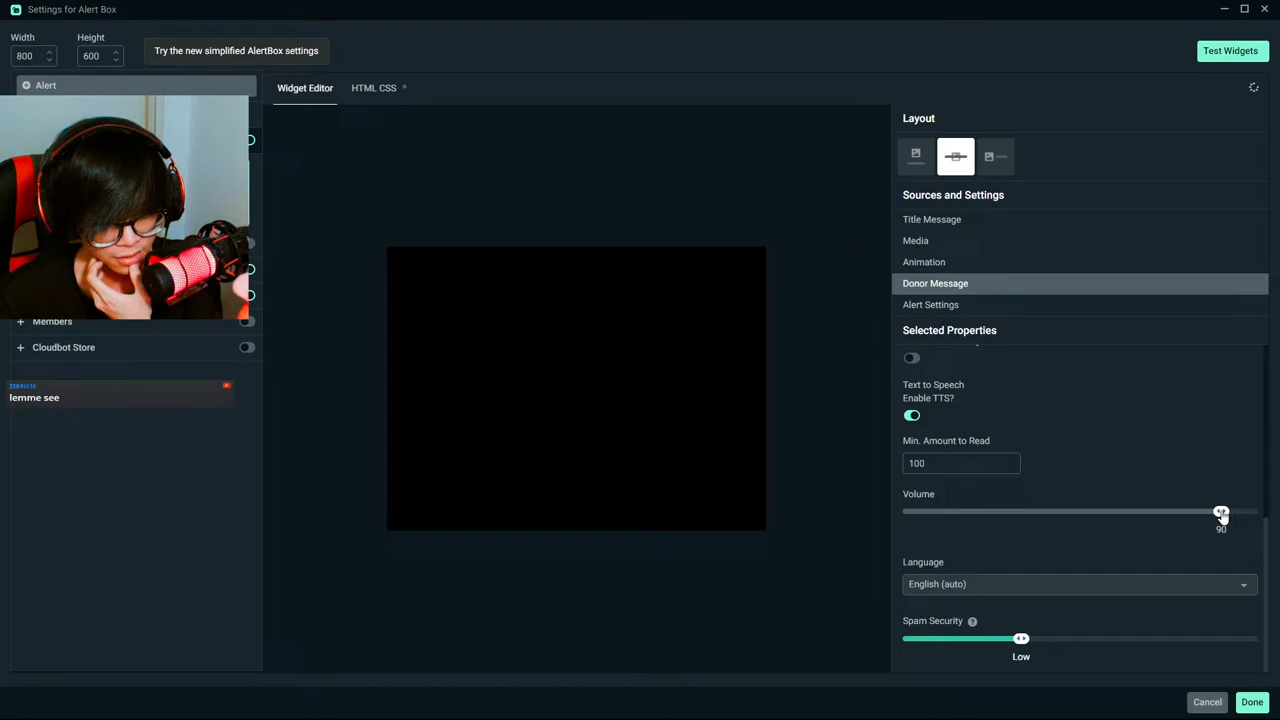 Settings for Alert Box
Width
Height
800
600
Try the new simplified AlertBox settings
Test Widgets
Alert
Widget Editor
HTML CSS
Layout
Sources and Settings
Title Message
Media
Animation
Donor Message
Alert Settings
Selected Properties
Text to Speech
Enable TTS?
Min. Amount to Read
100
Volume
90
Language
English (auto)
Spam Security
Low
Members
Cloudbot Store
lemme see
Cancel
Done